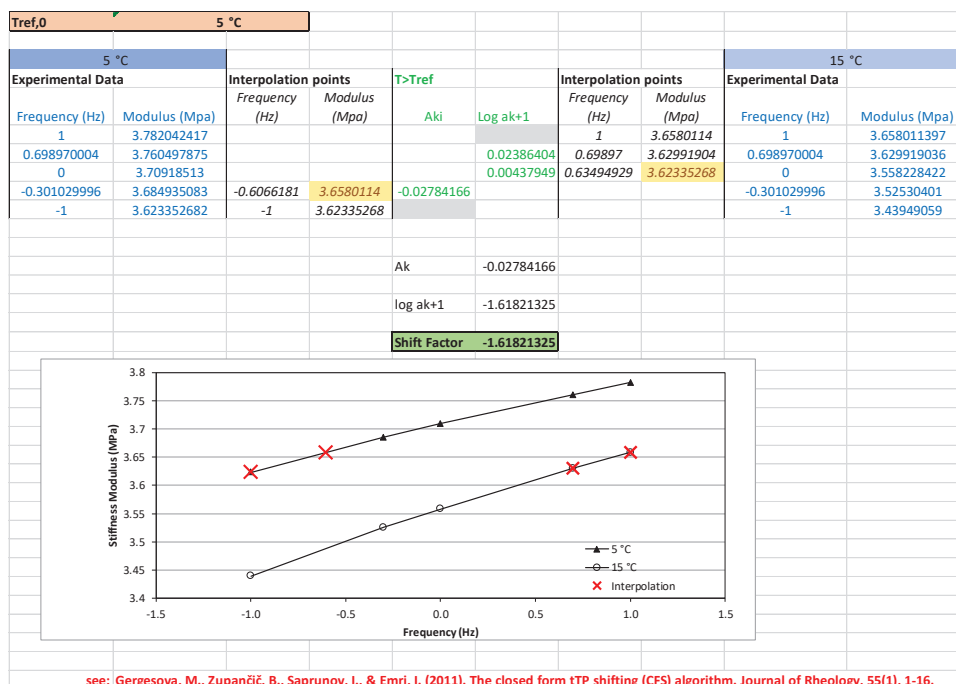 Tref,0 5 °C
5 °C 15 °C
Experimental Data Interpolation points T>Tref Interpolation points Experimental Data
Frequency (Hz) Modulus (Mpa) Frequency (Hz) Modulus (Mpa) Aki Log ak+1 Frequency (Hz) Modulus (Mpa) Frequency (Hz) Modulus (Mpa)
1 3.782042417 1 3.6580114 1 3.658011397
0.698970004 3.760497875 0.02386404 0.69897 3.62991904 0.698970004 3.629919036
0 3.70918513 0.00437949 0.63494929 3.62335268 0 3.558228422
-0.301029996 3.684935083 -0.6066181 3.6580114 -0.02784166 -0.301029996 3.52530401
-1 3.623352682 -1 3.62335268 -1 3.43949059
Ak -0.02784166
log ak+1 -1.61821325
Shift Factor -1.61821325
3.8
3.75
3.7
3.65
3.6
3.55
3.5
3.45
3.4
Stiffness Modulus (MPa)
5 °C
15 °C
Interpolation
-1.5 -1.0 -0.5 0.0 0.5 1.0 1.5
Frequency (Hz)
see: Gergesova, M., Zupančič, B., Saprunov, I., & Emri, I. (2011). The closed form tTP shifting (CFS) algorithm. Journal of Rheology, 55(1), 1-16.